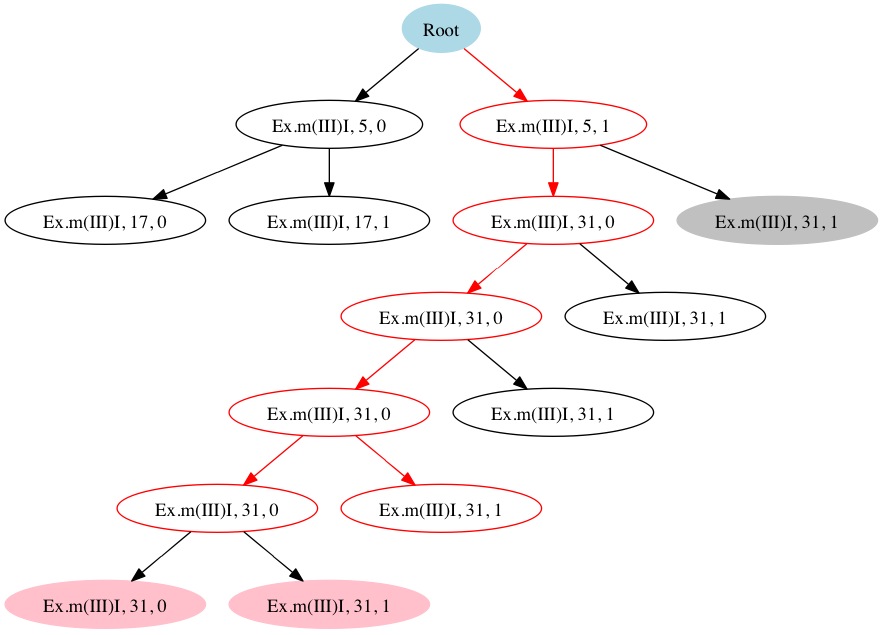 Root
Ex.m(III)I, 5, 0
Ex.m(III)I, 5, 1
Ex.m(III)I, 17, 0
Ex.m(III)I, 17, 1
Ex.m(III)I, 31, 0
Ex.m(III)I, 31, 1
Ex.m(III)I, 31, 0
Ex.m(III)I, 31, 1
Ex.m(III)I, 31, 0
Ex.m(III)I, 31, 1
Ex.m(III)I, 31, 0
Ex.m(III)I, 31, 1
Ex.m(III)I, 31, 0
Ex.m(III)I, 31, 1